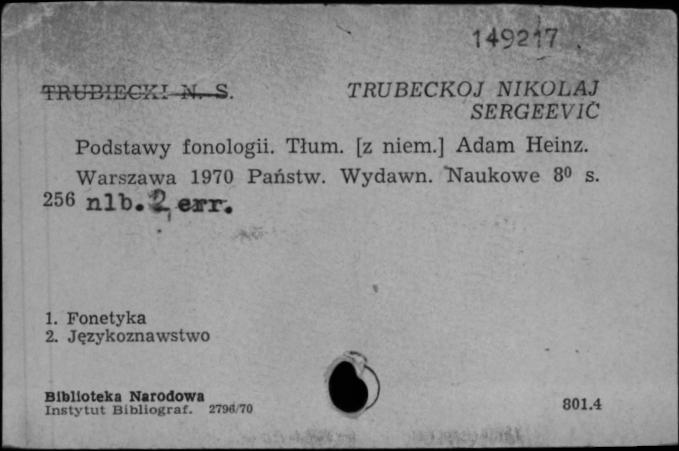 149217
TRUBIECKI N. S.
TRUBECKOJ NIKOLAJ
SERGEEVIČ
Podstawy fonologii. Tłum. [z niem.] Adam Heinz.
Warszawa 1970 Państw. Wydawn. Naukowe 8⁰ s.
256 nlb. 2, err.
1. Fonetyka
2. Językoznawstwo
Biblioteka Narodowa
Instytut Bibliograf. 2796/70
801.4